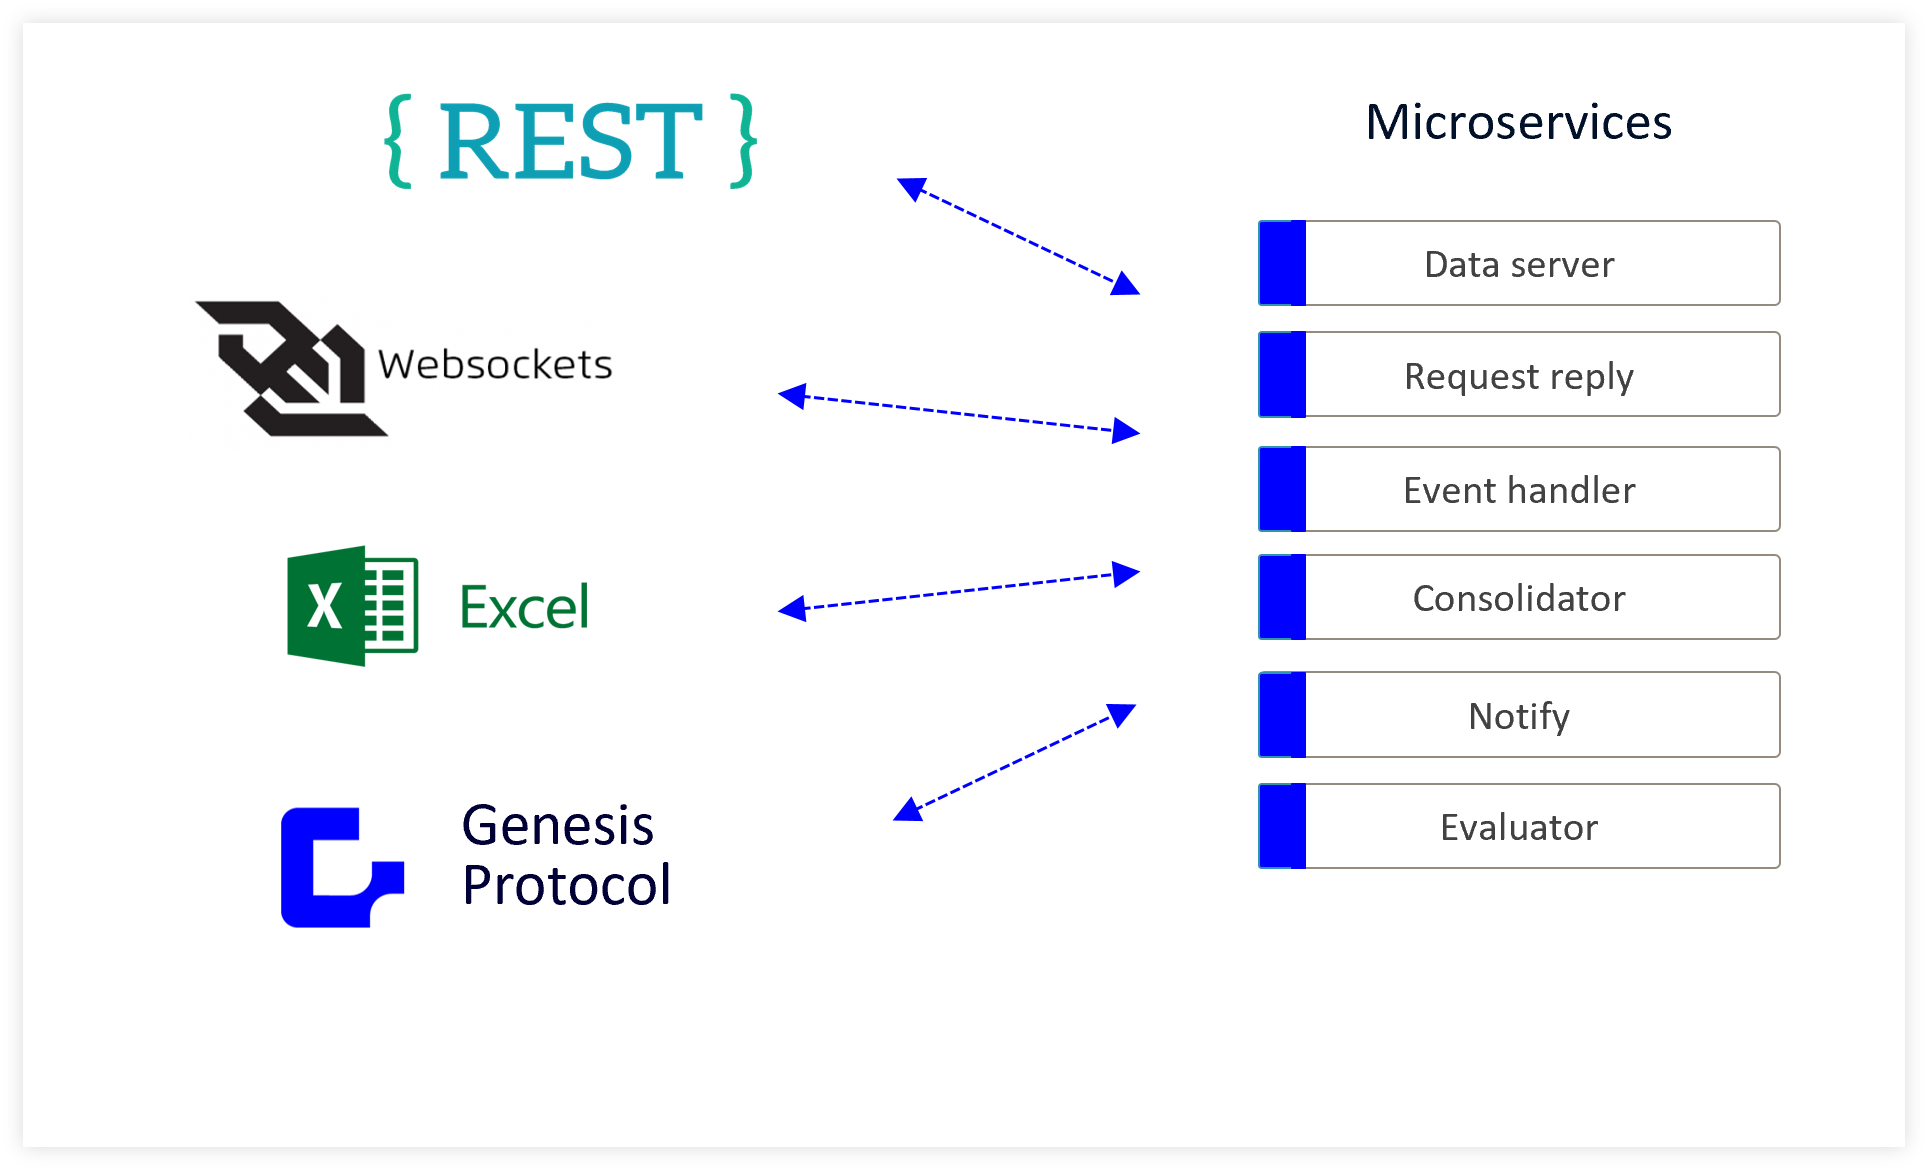 { REST }
Websockets
X Excel
Genesis
Protocol
Microservices
Data server
Request reply
Event handler
Consolidator
Notify
Evaluator